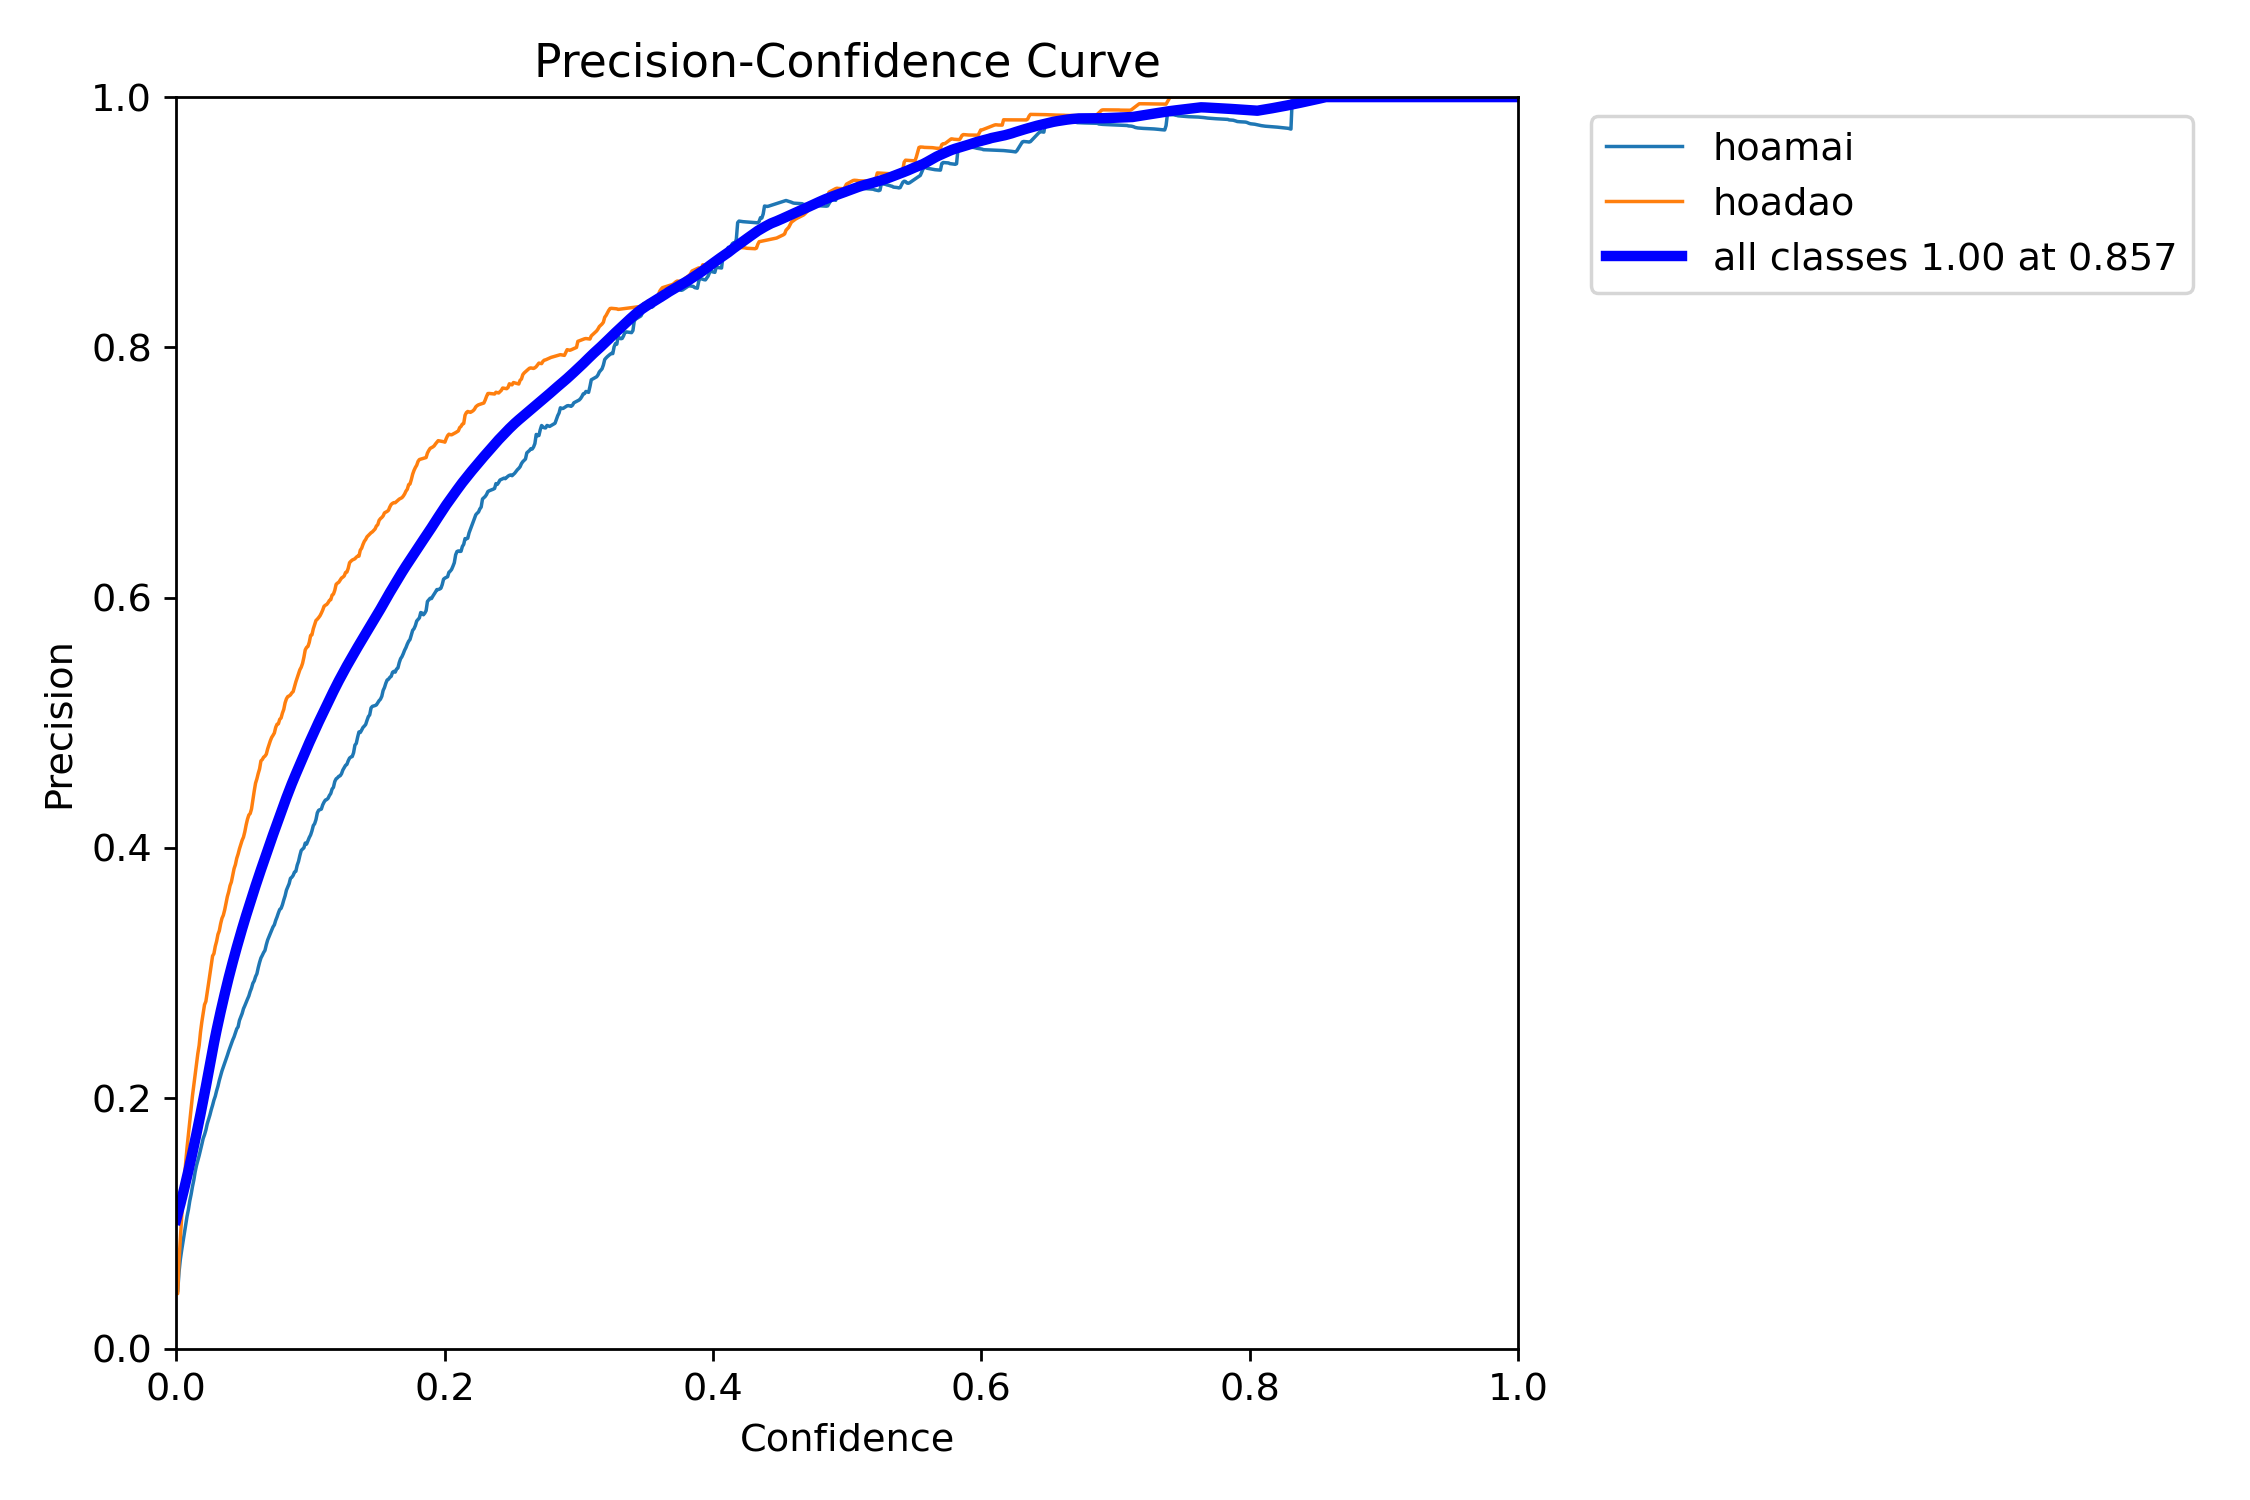 Precision-Confidence Curve
1.0
0.8
0.6
0.4
0.2
0.0
Precision
0.0 0.2 0.4 0.6 0.8 1.0
Confidence
hoamai
hoadao
all classes 1.00 at 0.857